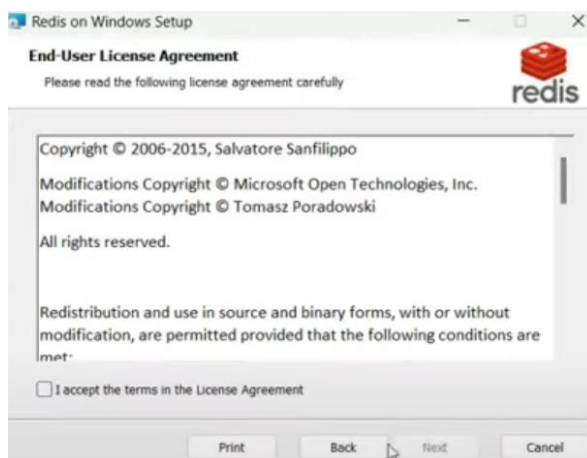 Redis on Windows Setup
End-User License Agreement
Please read the following license agreement carefully
redis
Copyright © 2006-2015, Salvatore Sanfilippo
Modifications Copyright © Microsoft Open Technologies, Inc.
Modifications Copyright © Tomasz Poradowski
All rights reserved.
Redistribution and use in source and binary forms, with or without
modification, are permitted provided that the following conditions are
met:
I accept the terms in the License Agreement
Print Back Next Cancel